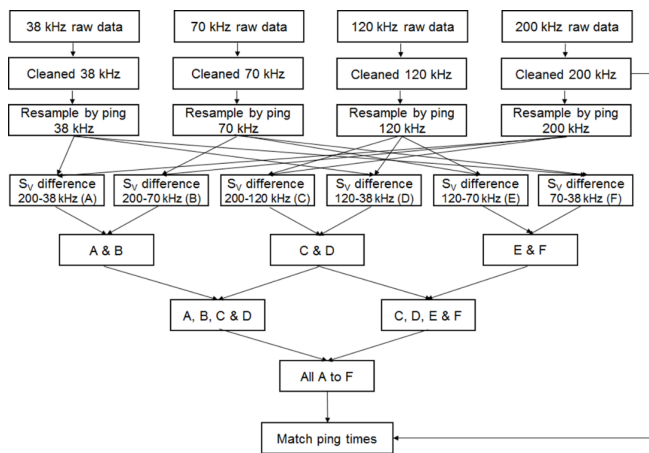 38 kHz raw data
70 kHz raw data
120 kHz raw data
200 kHz raw data
Cleaned 38 kHz
Cleaned 70 kHz
Cleaned 120 kHz
Cleaned 200 kHz
Resample by ping
38 kHz
Resample by ping
70 kHz
Resample by ping
120 kHz
Resample by ping
200 kHz
SV difference
200-38 kHz (A)
SV difference
200-70 kHz (B)
SV difference
200-120 kHz (C)
SV difference
120-38 kHz (D)
SV difference
120-70 kHz (E)
SV difference
70-38 kHz (F)
A & B
C & D
E & F
A, B, C & D
C, D, E & F
All A to F
Match ping times